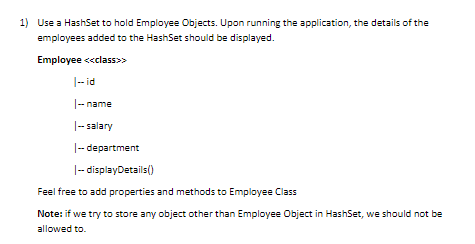 1) Use a HashSet to hold Employee Objects. Upon running the application, the details of the
employees added to the HashSet should be displayed.
Employee <<class>>
|-- id
|-- name
|-- salary
|-- department
|-- displayDetails()
Feel free to add properties and methods to Employee Class
Note: if we try to store any object other than Employee Object in HashSet, we should not be
allowed to.